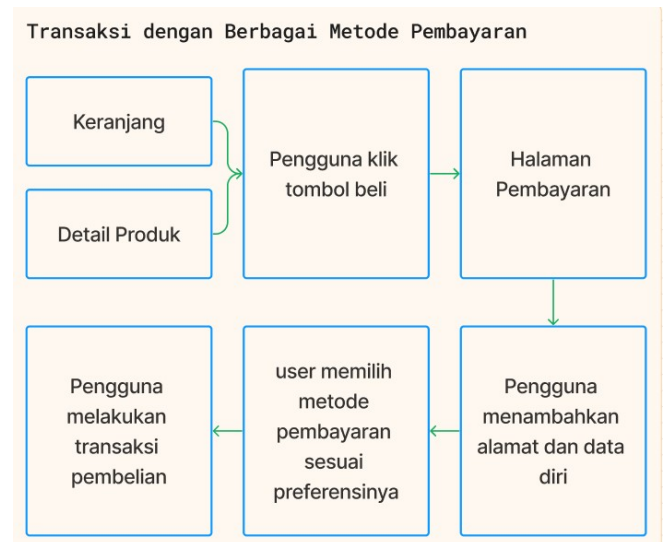 Transaksi dengan Berbagai Metode Pembayaran
Keranjang
Detail Produk
Pengguna klik
tombol beli
Halaman
Pembayaran
Pengguna
menambahkan
alamat dan data
diri
user memilih
metode
pembayaran
sesuai
preferensinya
Pengguna
melakukan
transaksi
pembelian